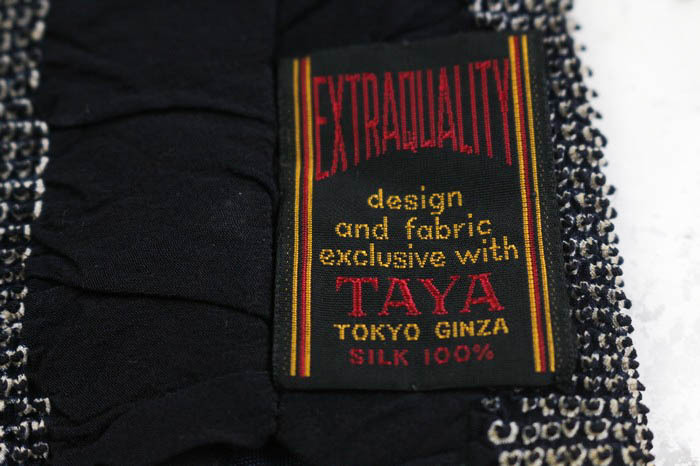 EXTRAQUALITY
design
and fabric
exclusive with
TAYA
TOKYO GINZA
SILK 100%